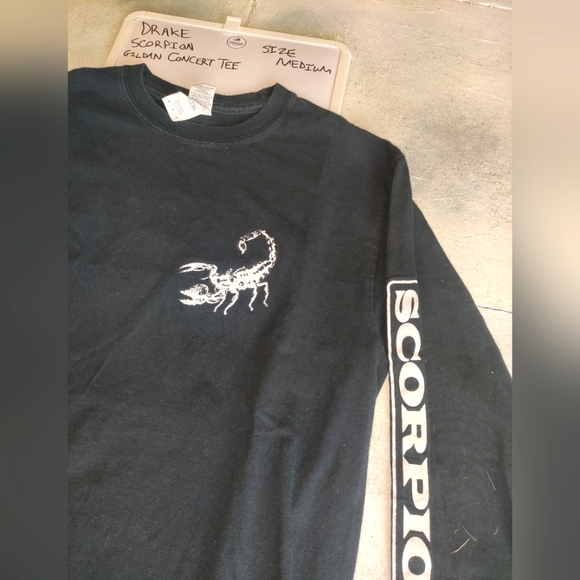 DRAKE
SCORPION
GILDAN CONCERT TEE
SIZE
MEDIUM
SCORPIO